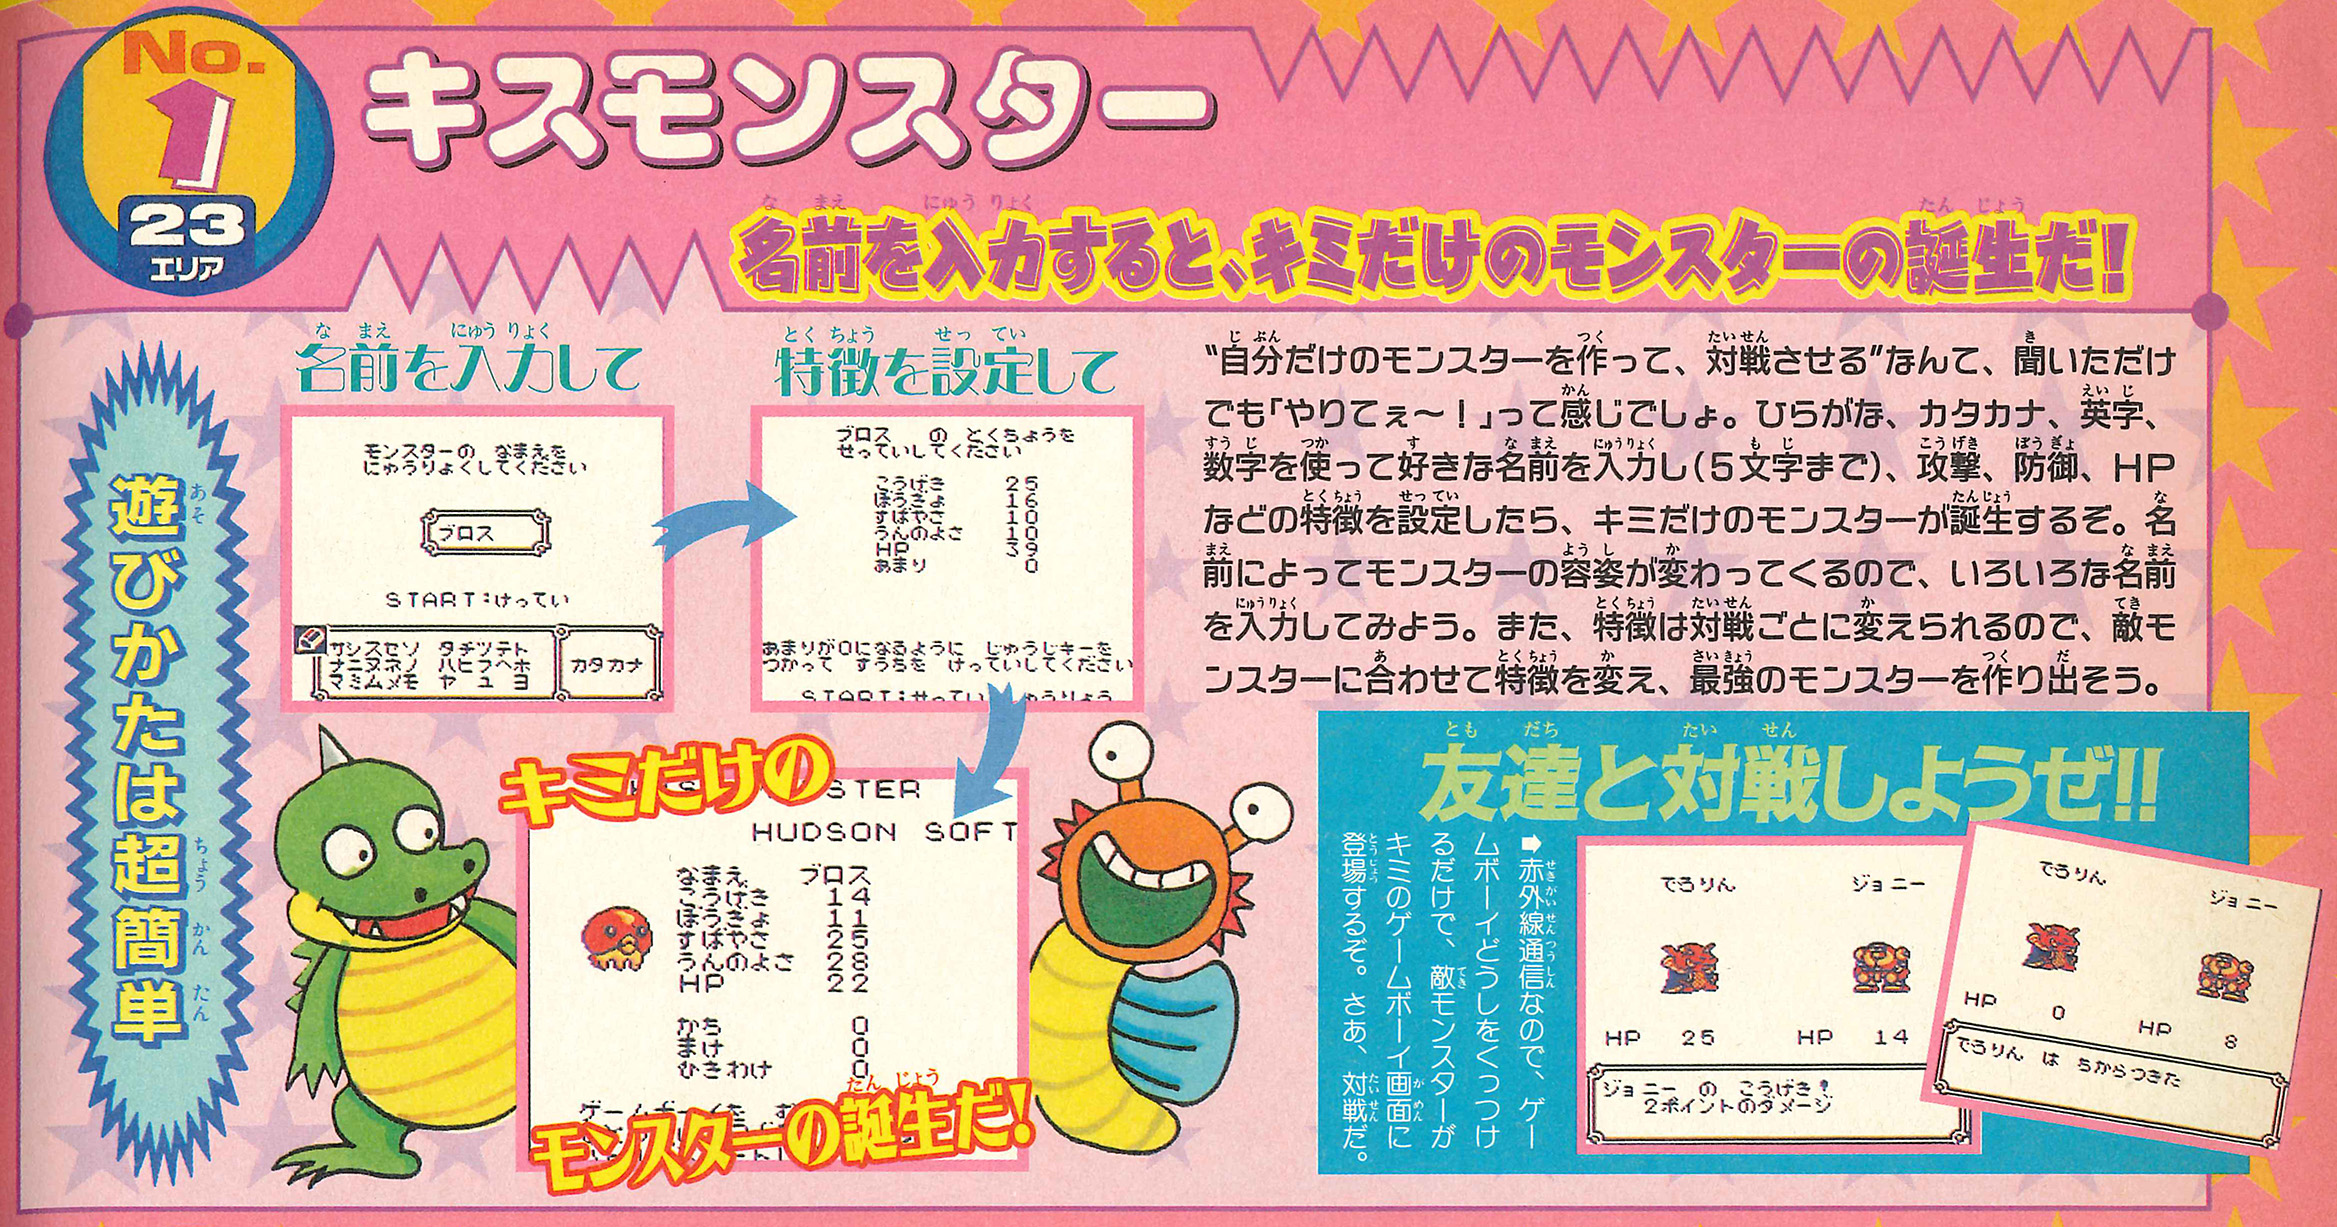 No.
1
23
エリア
キスモンスター
名前を入力すると、キミだけのモンスターの誕生だ!
遊びかたは超簡単
名前を入力して
モンスターの なまえを
にゅうりょくしてください
ブロス
START:けってい
サシスセソ タチツテト
ナニヌネノ ハヒフヘホ
マミムメモ ヤ ユ ヨ
カタカナ
特徴を設定して
ブロス の とくちょうを
せっていしてください
こうげき 25
ぼうぎょ 16
すばやさ 10
うんのよさ 10
HP 39
あまり 0
あまりが0になるように じゅうじキーを
つかって すうちを けっていしてください
START:せってい
キミだけの
STER
HUDSON SOFT
なまえ ブロス
こうげき 14
ぼうぎょ 11
すばやさ 25
うんのよさ 28
HP 22
かち 0
まけ 0
ひきわけ 0
ゲームボーイを
モンスターの誕生だ!
“自分だけのモンスターを作って、対戦させる”なんて、聞いただけ
でも「やりてぇ〜!」って感じでしょ。ひらがな、カタカナ、英字、
数字を使って好きな名前を入力し(5文字まで)、攻撃、防御、HP
などの特徴を設定したら、キミだけのモンスターが誕生するぞ。名
前によってモンスターの容姿が変わってくるので、いろいろな名前
を入力してみよう。また、特徴は対戦ごとに変えられるので、敵モ
ンスターに合わせて特徴を変え、最強のモンスターを作り出そう。
友達と対戦しようぜ!!
➡赤外線通信なので、ゲー
ムボーイどうしをくっつけ
るだけで、敵モンスターが
キミのゲームボーイ画面に
登場するぞ。さあ、対戦だ。
でろりん ジョニー
HP 25 HP 14
ジョニー の こうげき!
2ポイントのダメージ
でろりん ジョニー
HP 0 HP 8
でろりん は ちからつきた